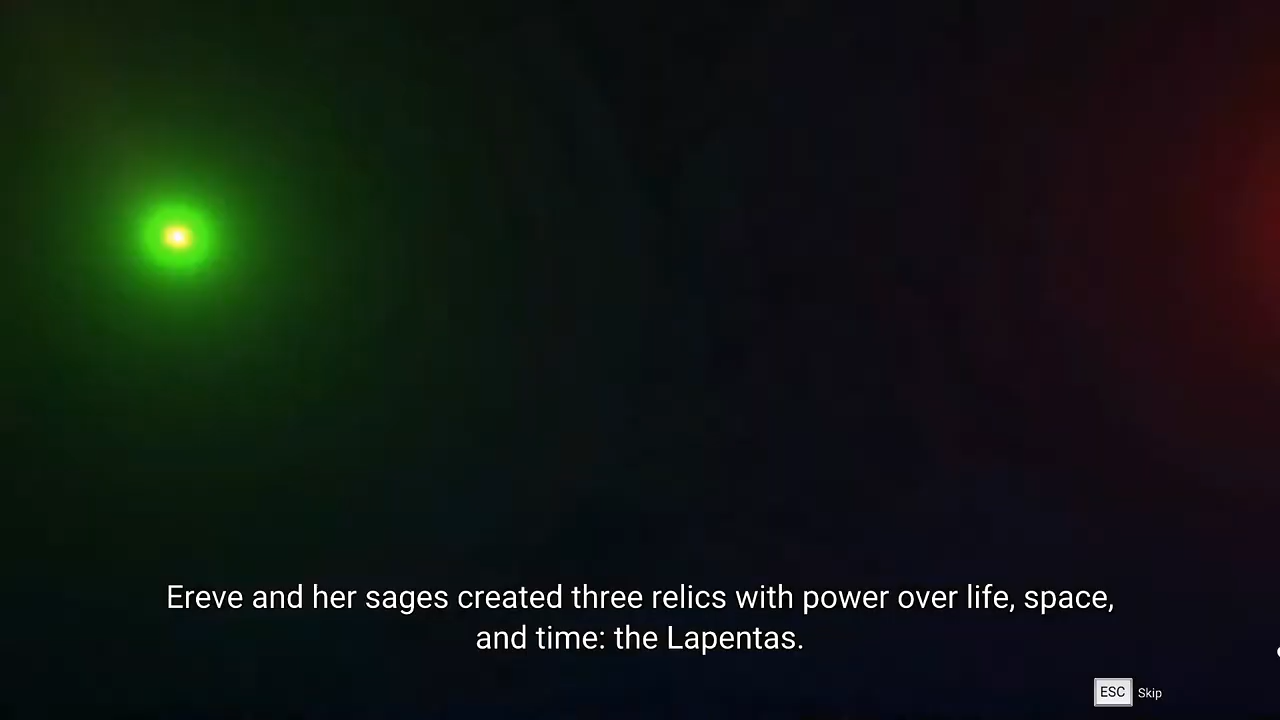 Ereve and her sages created three relics with power over life, space,
and time: the Lapentas.
ESC Skip